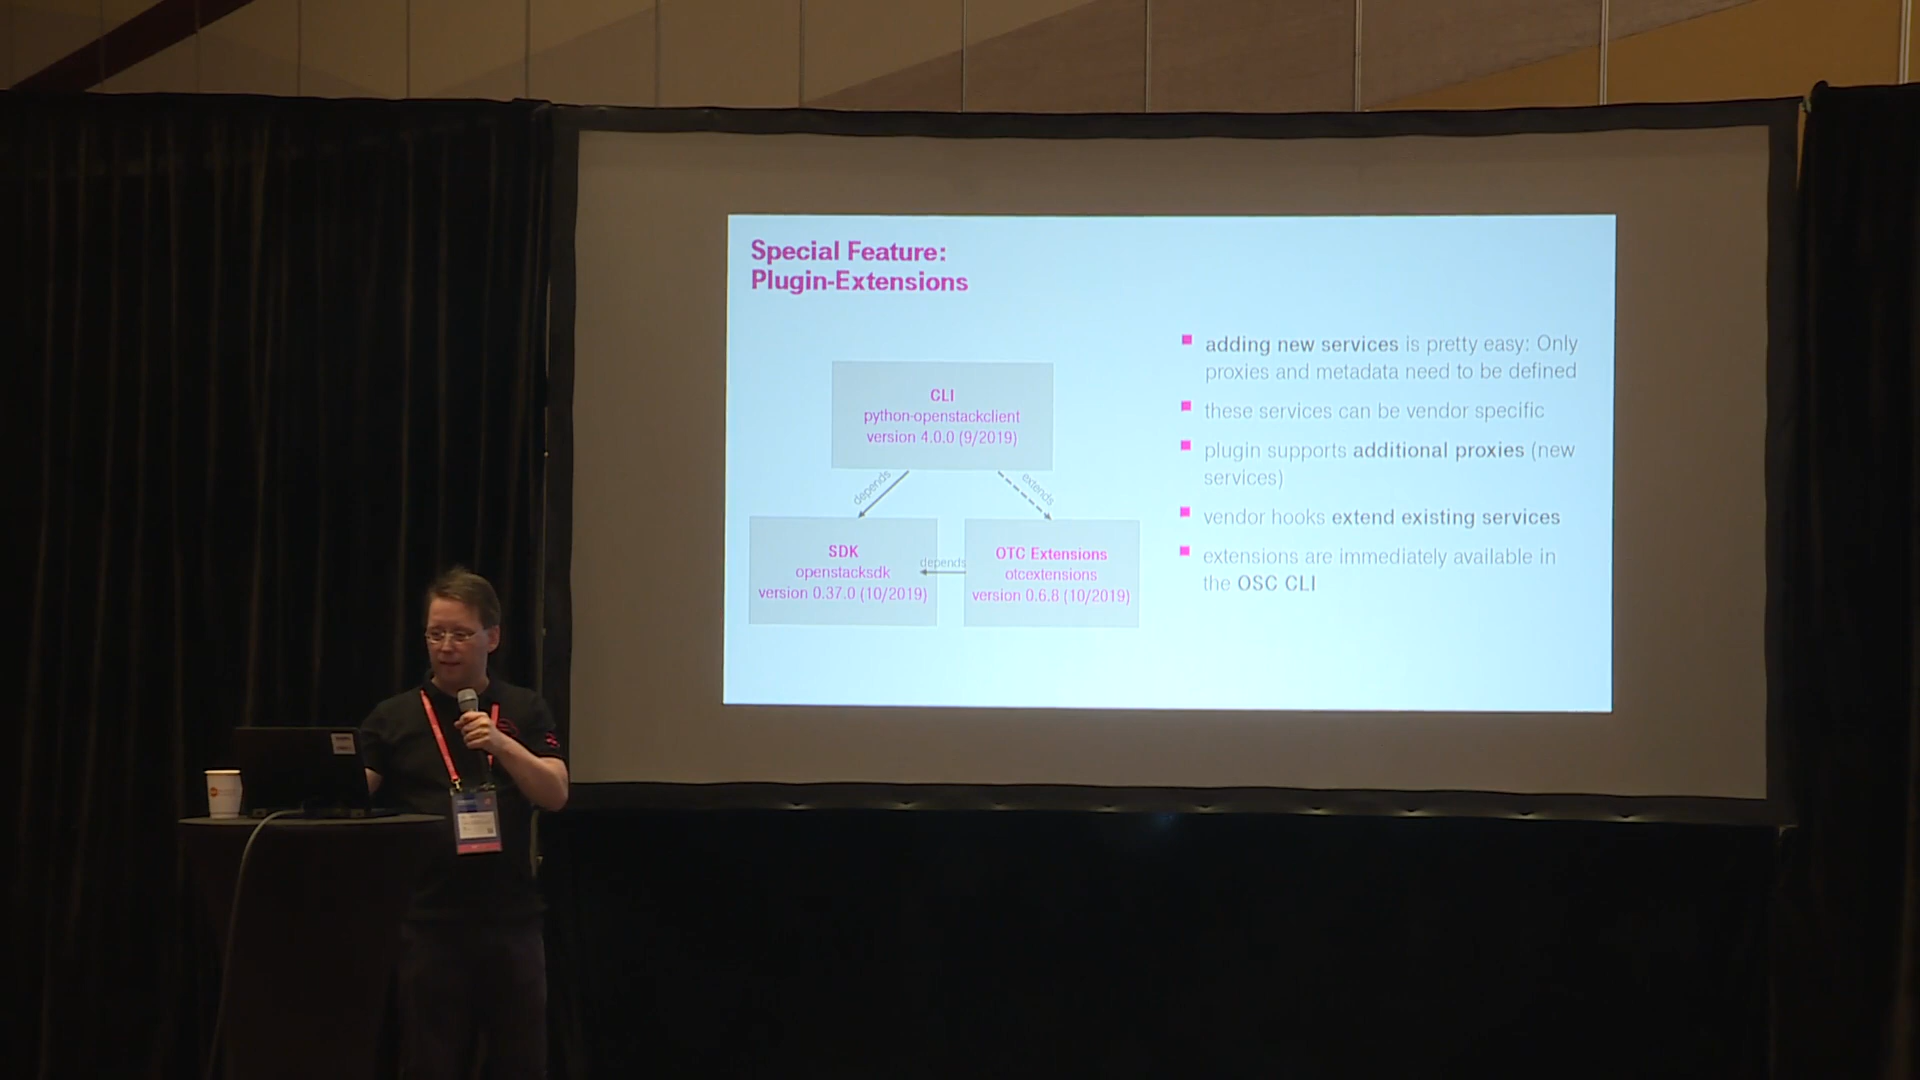 Special Feature:
Plugin-Extensions
CLI
python-openstackclient
version 4.0.0 (9/2019)
depends
extends
SDK
openstacksdk
version 0.37.0 (10/2019)
depends
OTC Extensions
otcextensions
version 0.6.8 (10/2019)
adding new services is pretty easy: Only
proxies and metadata need to be defined
these services can be vendor specific
plugin supports additional proxies (new
services)
vendor hooks extend existing services
extensions are immediately available in
the OSC CLI